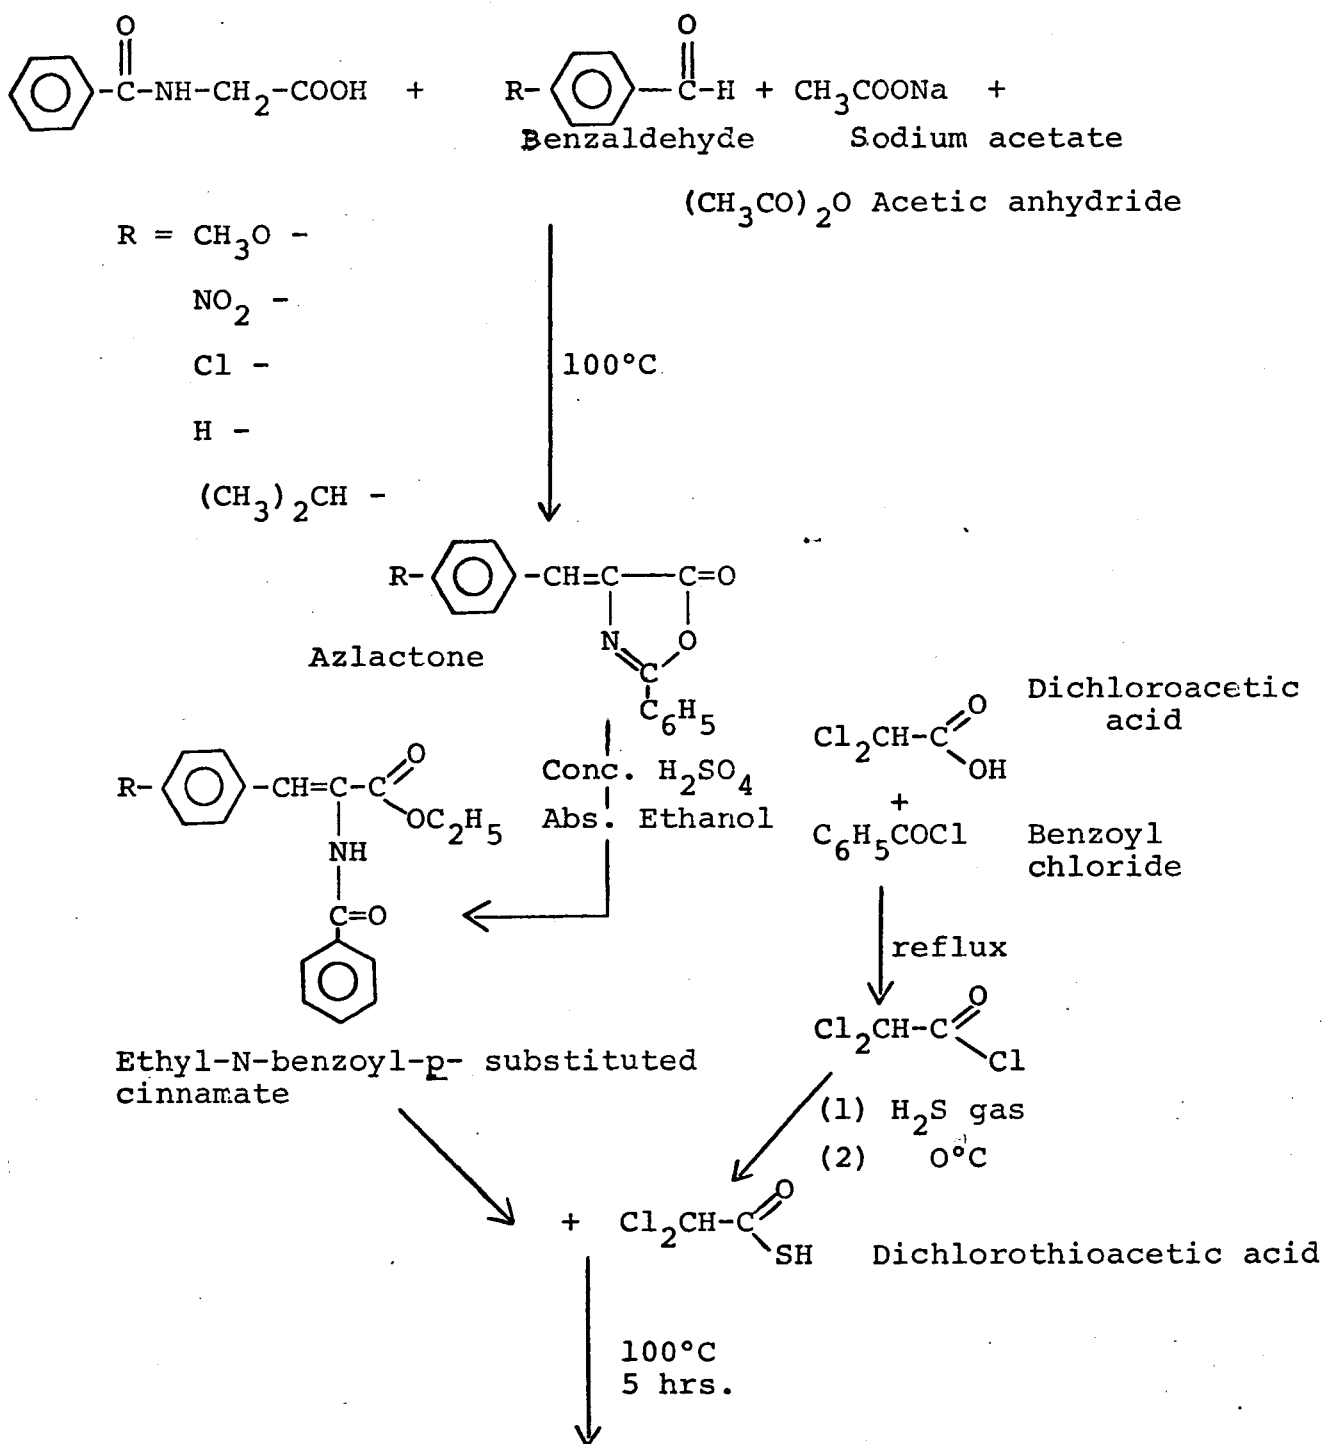 O
C-NH-CH2-COOH + R- C-H + CH3COONa +
O
Benzaldehyde Sodium acetate
(CH3CO)2O Acetic anhydride
R = CH3O -
NO2 -
Cl -
H -
(CH3)2CH -
100°C
R- CH=C C=O
N O
C
C6H5
Azlactone
Conc. H2SO4
Abs. Ethanol
R- CH=C-C O
OC2H5
NH
C=O
Ethyl-N-benzoyl-p- substituted
cinnamate
Dichloroacetic
acid
Cl2CH-C O
OH
+
C6H5COCl Benzoyl
chloride
reflux
Cl2CH-C O
Cl
(1) H2S gas
(2) O°C
+ Cl2CH-C O
SH Dichlorothioacetic acid
100°C
5 hrs.